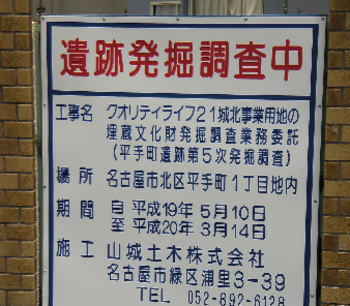 遺跡発掘調査中
工事名 クオリティライフ21城北事業用地の
埋蔵文化財発掘調査業務委託
(平手町遺跡第5次発掘調査)
場所 名古屋市北区平手町1丁目地内
期間 自 平成19年 5月10日
至 平成20年 3月14日
施工 山城土木株式会社
名古屋市緑区浦里3-39
TEL 052-892-6128